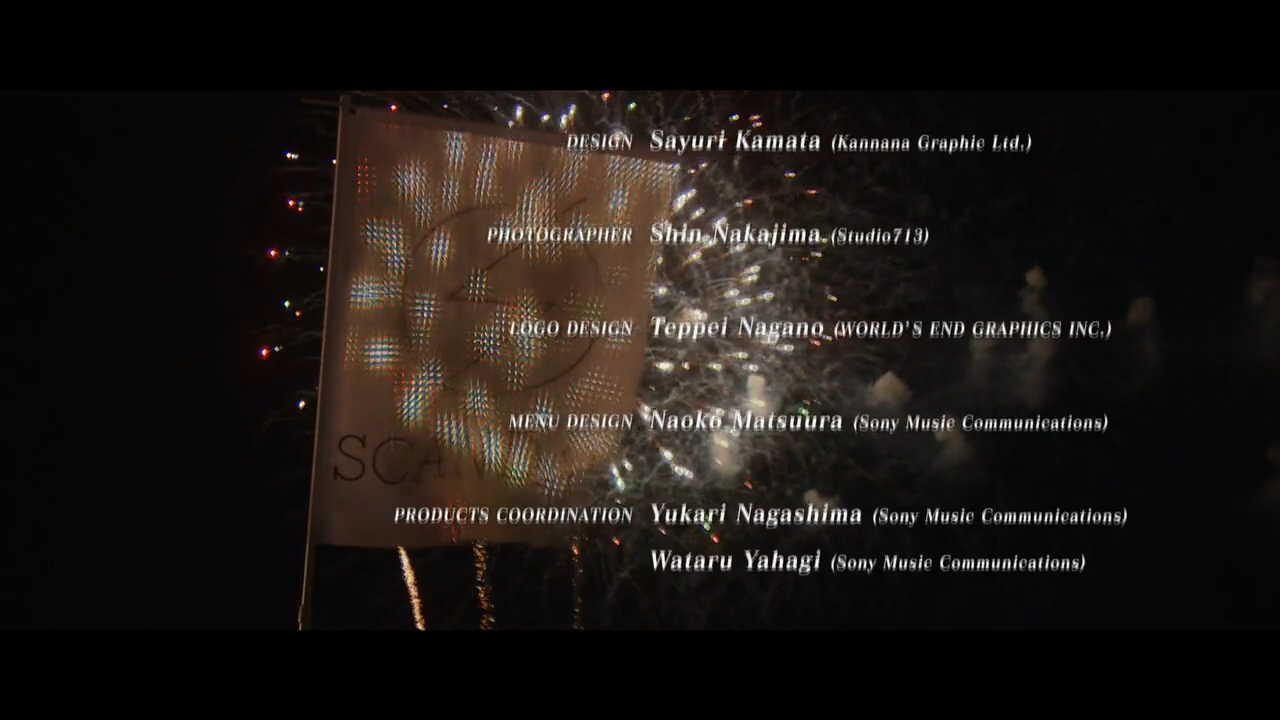 DESIGN Sayuri Kamata (Kannana Graphic Ltd.)
PHOTOGRAPHER Shin Nakajima (Studio713)
LOGO DESIGN Teppei Nagano (WORLD'S END GRAPHICS INC.)
MENU DESIGN Naoko Matsuura (Sony Music Communications)
PRODUCTS COORDINATION Yukari Nagashima (Sony Music Communications)
Wataru Yahagi (Sony Music Communications)